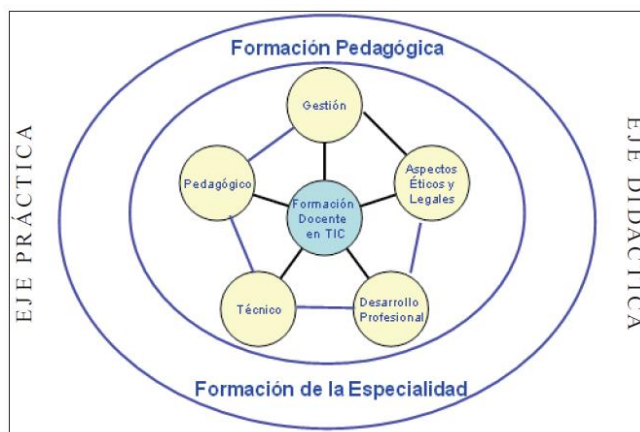 Formación Pedagógica
Gestión
Pedagógico
Aspectos
Éticos y
Legales
Formación
Docente
en TIC
Técnico
Desarrollo
Profesional
Formación de la Especialidad
EJE PRÁCTICA
EJE DIDÁCTICA